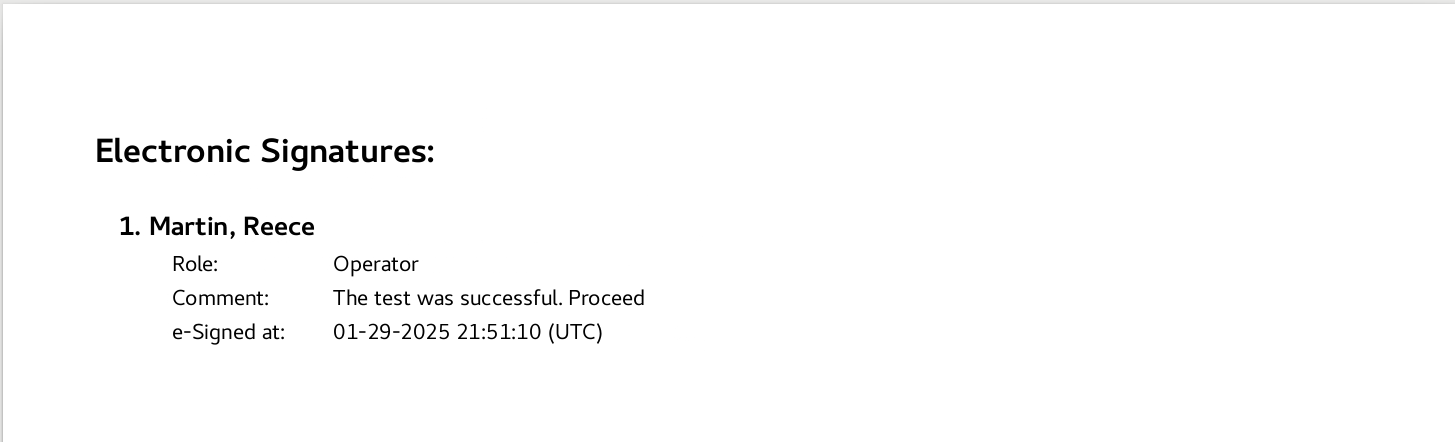 Electronic Signatures:
1. Martin, Reece
Role: Operator
Comment: The test was successful. Proceed
e-Signed at: 01-29-2025 21:51:10 (UTC)